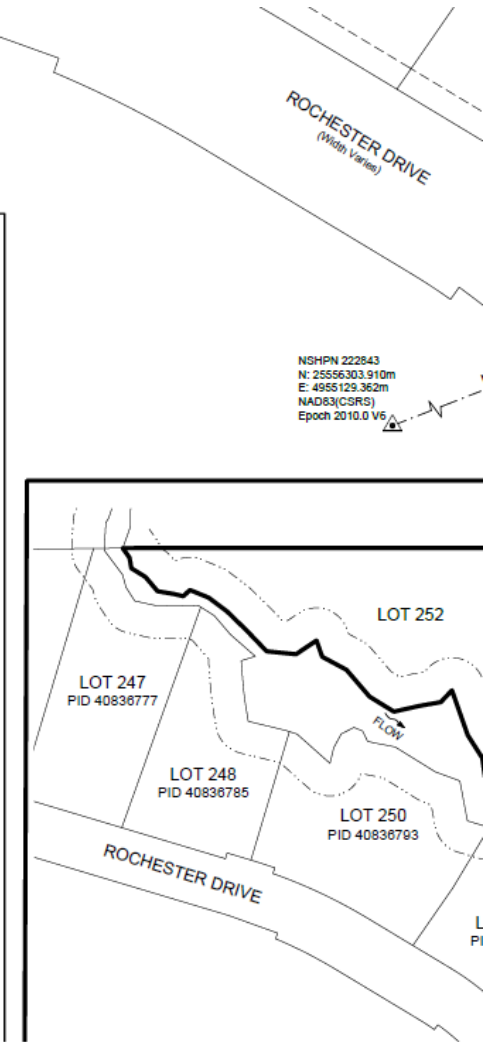 ROCHESTER DRIVE
(Width Varies)
NSHPN 222843
N: 25556303.910m
E: 4955129.362m
NAD83(CSRS)
Epoch 2010.0 V6
LOT 252
LOT 247
PID 40836777
FLOW
LOT 248
PID 40836785
LOT 250
PID 40836793
ROCHESTER DRIVE
L
PI